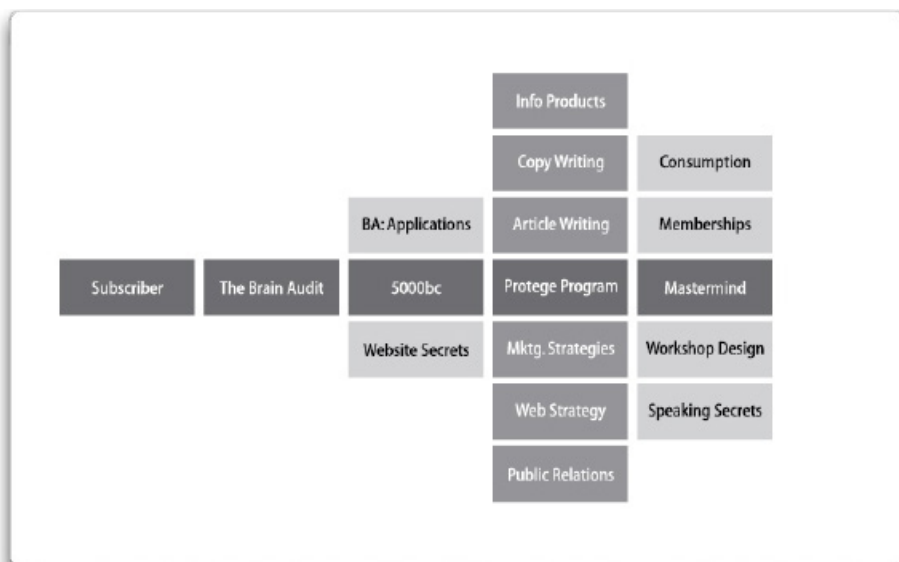 Info Products
Copy Writing
Consumption
BA: Applications
Article Writing
Memberships
Subscriber
The Brain Audit
5000bc
Protege Program
Mastermind
Website Secrets
Mktg. Strategies
Workshop Design
Web Strategy
Speaking Secrets
Public Relations